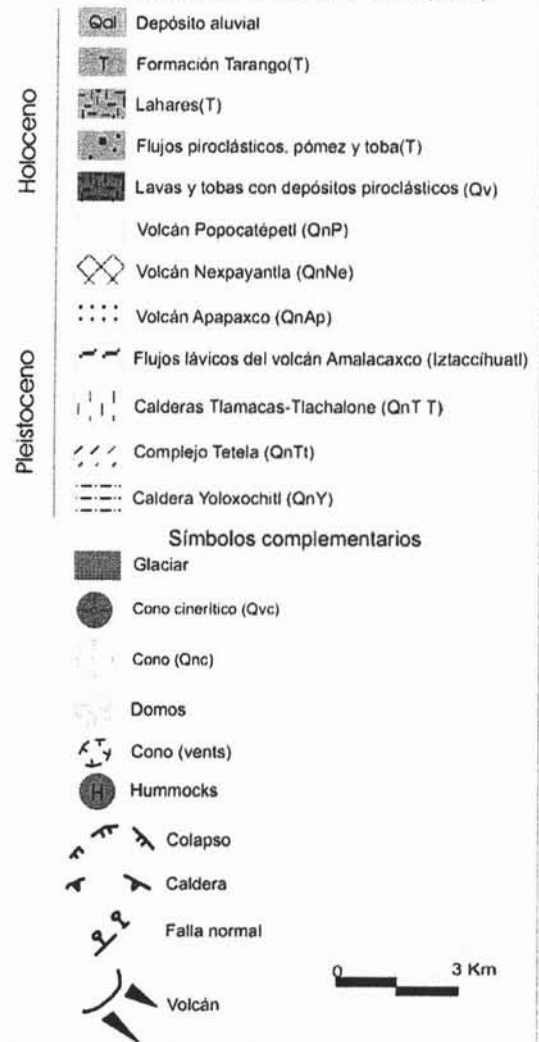 Holoceno
Pleistoceno
Qal Depósito aluvial
T Formación Tarango(T)
Lahares(T)
Flujos piroclásticos, pómez y toba(T)
Lavas y tobas con depósitos piroclásticos (Qv)
Volcán Popocatépetl (QnP)
Volcán Nexpayantla (QnNe)
Volcán Apapaxco (QnAp)
Flujos lávicos del volcán Amalacaxco (Iztaccíhuatl)
Calderas Tlamacas-Tlachalone (QnT T)
Complejo Tetela (QnTt)
Caldera Yoloxochitl (QnY)
Símbolos complementarios
Glaciar
Cono cinerítico (Qvc)
Cono (Qnc)
Domos
Cono (vents)
H Hummocks
Colapso
Caldera
Falla normal
Volcán
0 3 Km